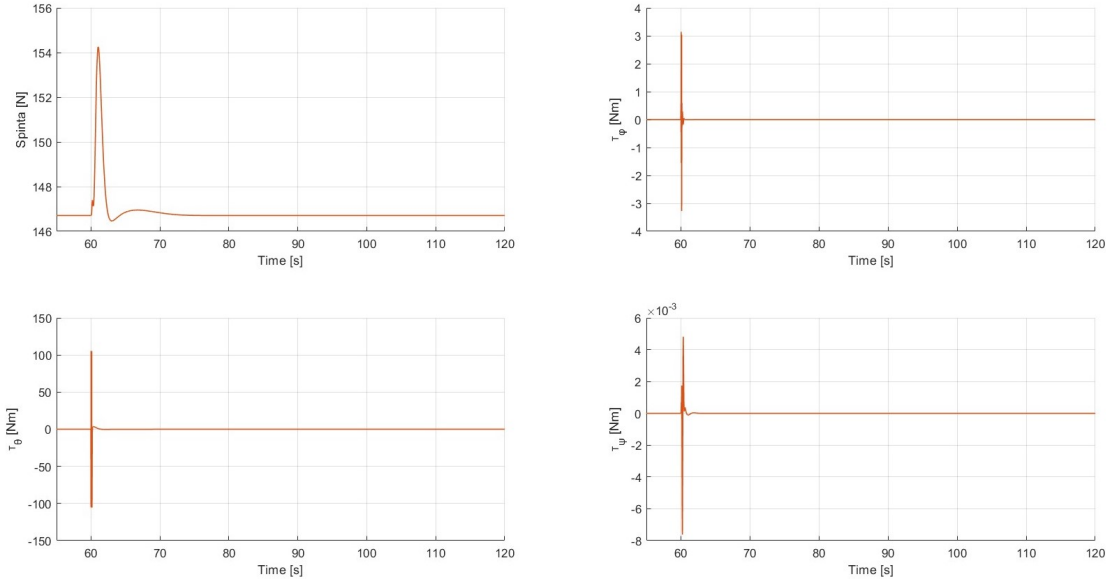 156
154
152
150
148
146
Spinta [N]
60 70 80 90 100 110 120
Time [s]
4
3
2
1
0
-1
-2
-3
-4
τφ [Nm]
60 70 80 90 100 110 120
Time [s]
150
100
50
0
-50
-100
-150
τθ [Nm]
60 70 80 90 100 110 120
Time [s]
×10-3
6
4
2
0
-2
-4
-6
-8
τψ [Nm]
60 70 80 90 100 110 120
Time [s]